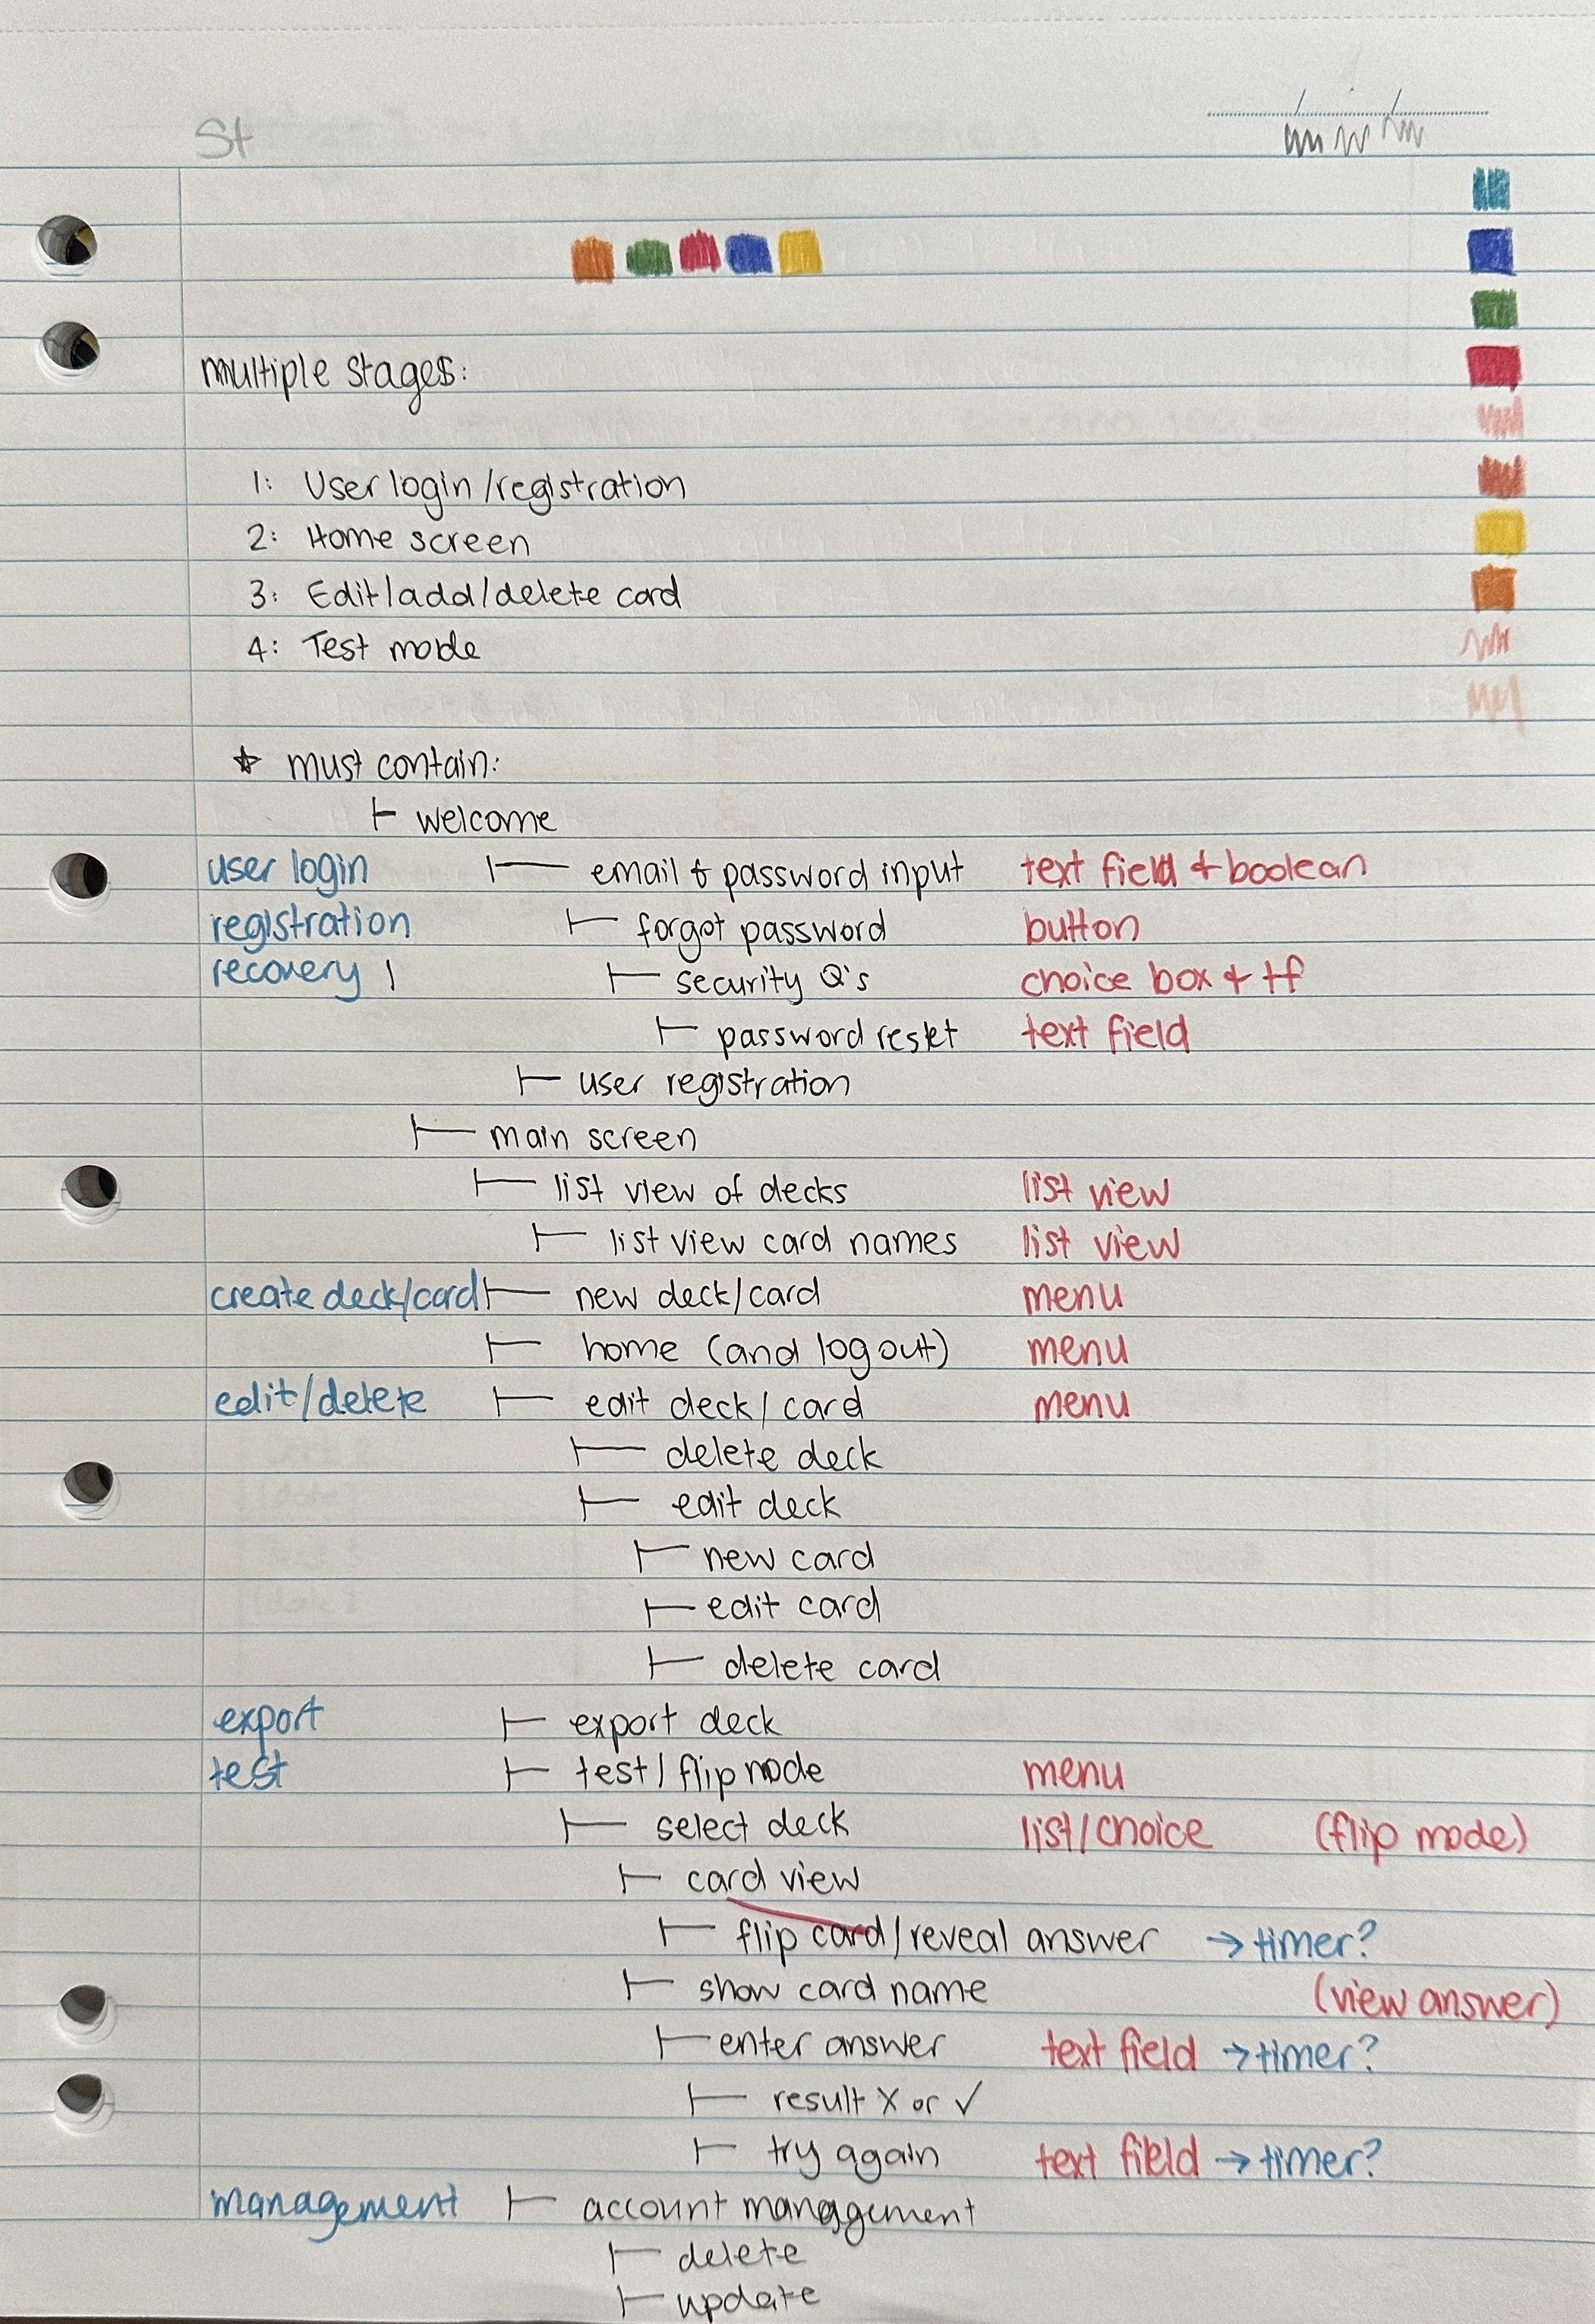 St
multiple stages:
1: User login/registration
2: Home screen
3: Edit/add/delete card
4: Test mode
★ must contain:
⊢ welcome
user login ⊢ email & password input text field & boolean
registration ⊢ forgot password button
recovery ⊢ security Q's choice box & tf
⊢ password reset text field
⊢ user registration
⊢ main screen
⊢ list view of decks list view
⊢ list view card names list view
create deck/card ⊢ new deck/card menu
⊢ home (and log out) menu
edit/delete ⊢ edit deck/card menu
⊢ delete deck
⊢ edit deck
⊢ new card
⊢ edit card
⊢ delete card
export ⊢ export deck
test ⊢ test/flip mode menu
⊢ select deck list/choice (flip mode)
⊢ card view
⊢ flip card/reveal answer → timer?
⊢ show card name (view answer)
⊢ enter answer text field → timer?
⊢ result X or ✓
⊢ try again text field → timer?
management ⊢ account management
⊢ delete
⊢ update